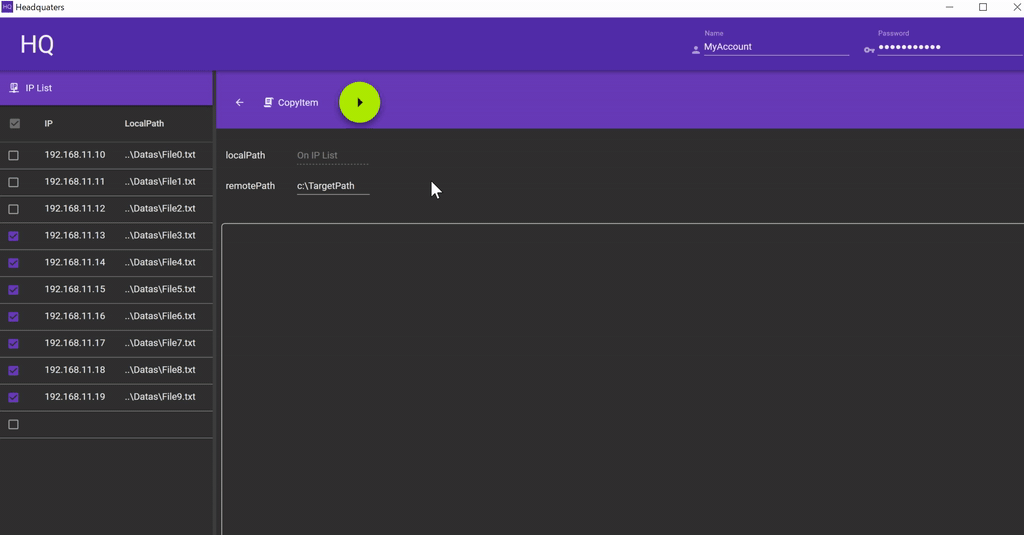 HQ Headquaters
HQ
Name
MyAccount
Password
•••••••••••
IP List
CopyItem
IP LocalPath
192.168.11.10 ..\Datas\File0.txt
192.168.11.11 ..\Datas\File1.txt
192.168.11.12 ..\Datas\File2.txt
192.168.11.13 ..\Datas\File3.txt
192.168.11.14 ..\Datas\File4.txt
192.168.11.15 ..\Datas\File5.txt
192.168.11.16 ..\Datas\File6.txt
192.168.11.17 ..\Datas\File7.txt
192.168.11.18 ..\Datas\File8.txt
192.168.11.19 ..\Datas\File9.txt
localPath On IP List
remotePath c:\TargetPath